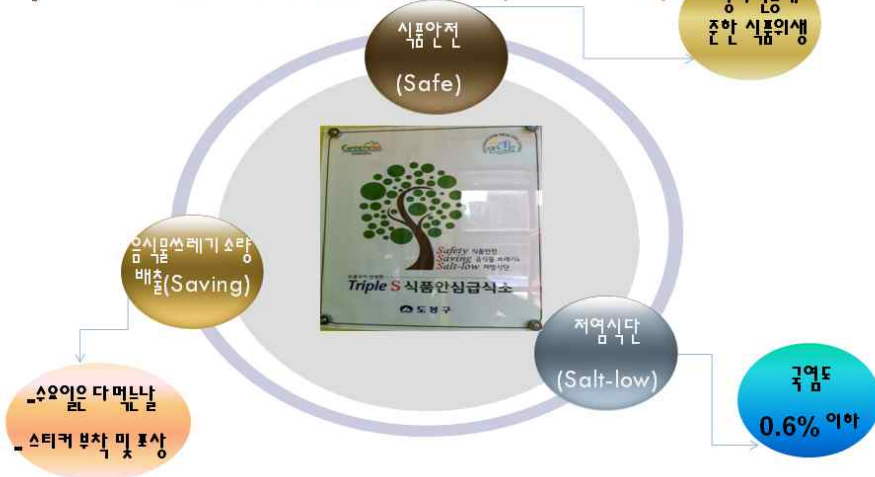 준한 식품위생
식품안전
(Safe)
Safety 식품안전
Saving 음식물 쓰레기↓
Salt-low 저염식단
Triple S 식품안심급식소
도봉구
음식물쓰레기 소량
배출(Saving)
저염식단
(Salt-low)
-수요일은 다 먹는날
- 스티커 부착 및 포상
국염도
0.6% 이하